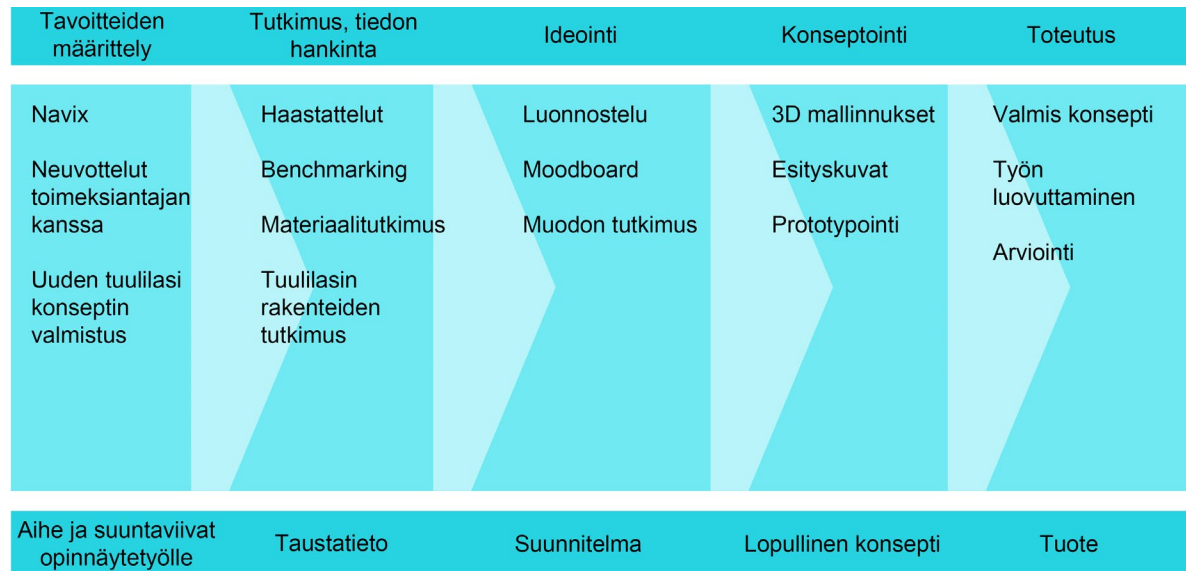 Tavoitteiden
määrittely
Tutkimus, tiedon
hankinta
Ideointi
Konseptointi
Toteutus
Navix
Neuvottelut
toimeksiantajan
kanssa
Uuden tuulilasi
konseptin
valmistus
Haastattelut
Benchmarking
Materiaalitutkimus
Tuulilasin
rakenteiden
tutkimus
Luonnostelu
Moodboard
Muodon tutkimus
3D mallinnukset
Esityskuvat
Prototypointi
Valmis konsepti
Työn
luovuttaminen
Arviointi
Aihe ja suuntaviivat
opinnäytetyölle
Taustatieto
Suunnitelma
Lopullinen konsepti
Tuote